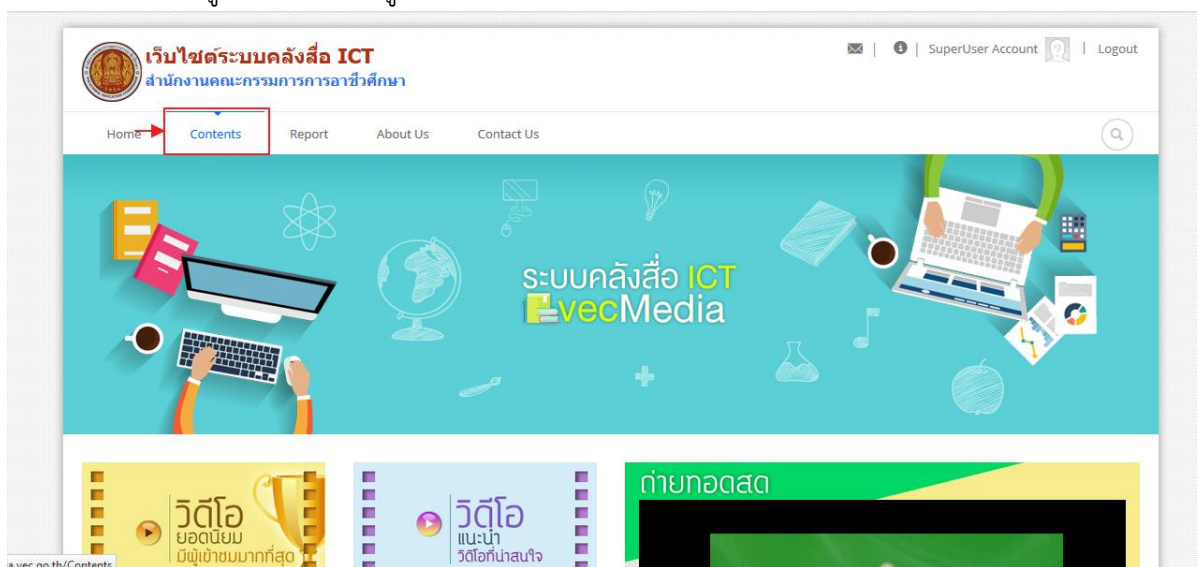 เว็บไซต์ระบบคลังสื่อ ICT
สำนักงานคณะกรรมการการอาชีวศึกษา
SuperUser Account | Logout
Home Contents Report About Us Contact Us
ระบบคลังสื่อ ICT
vecMedia
วิดีโอ
ยอดนิยม
มีผู้เข้าชมมากที่สุด
วิดีโอ
แนะนำ
วิดีโอที่น่าสนใจ
ถ่ายทอดสด
a.vec.go.th/Contents